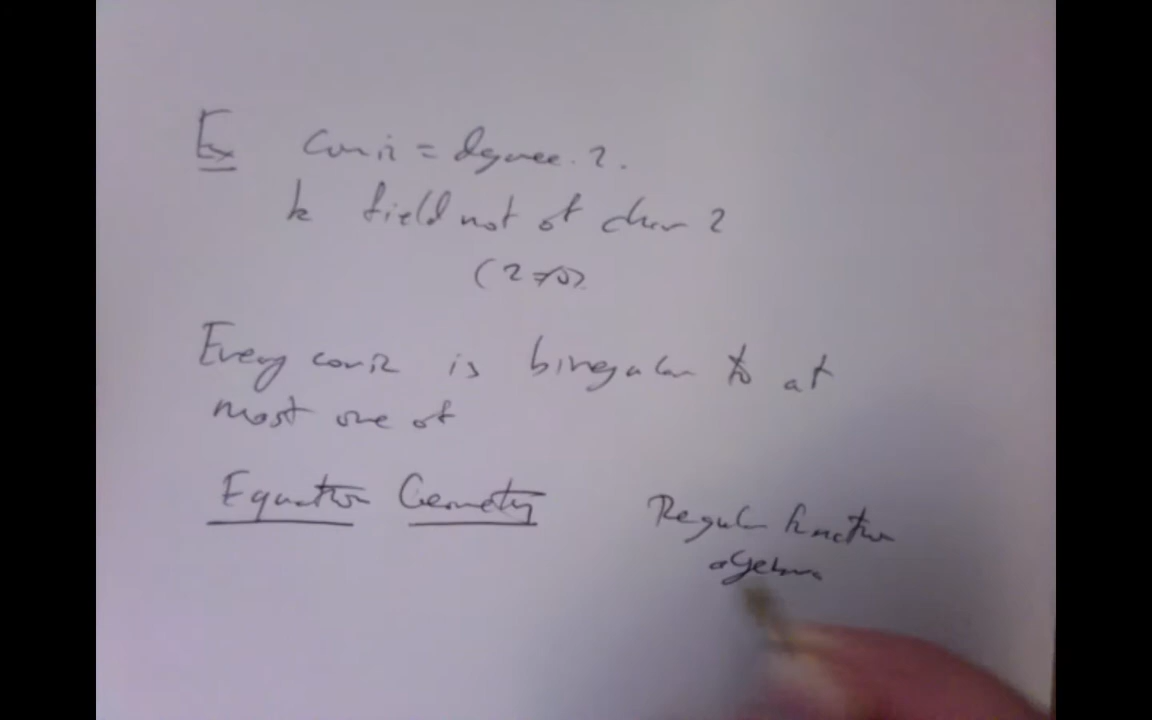 Ex conic = degree 2.
k field not of char 2
(2≠0)
Every conic is biregular to at
most one of
Equation Geometry Regular function
algebra